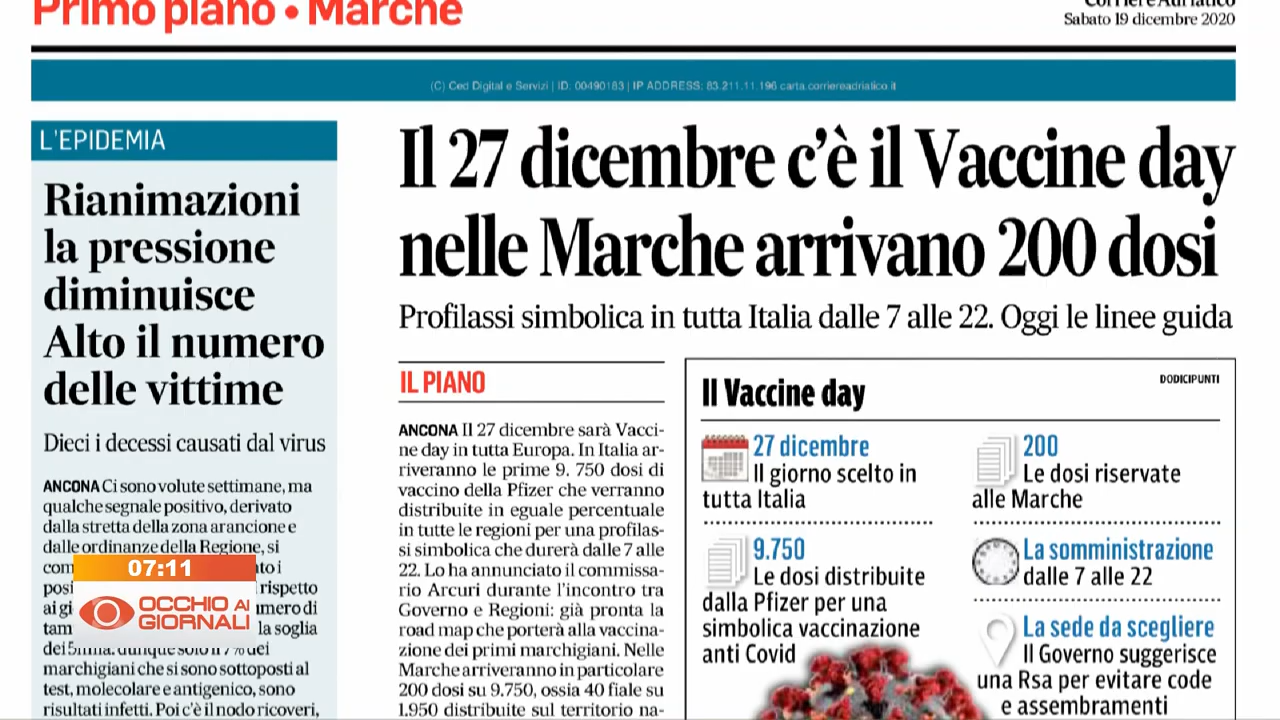 Primo piano • Marche
Corriere Adriatico
Sabato 19 dicembre 2020
(C) Ced Digital e Servizi | ID: 00490183 | IP ADDRESS: 83.211.11.196 carta.corriereadriatico.it
L'EPIDEMIA
Rianimazioni
la pressione
diminuisce
Alto il numero
delle vittime
Dieci i decessi causati dal virus
ANCONA Ci sono volute settimane, ma
qualche segnale positivo, derivato
dalla stretta della zona arancione e
dalle ordinanze della Regione, si
rispetto
la soglia
marchigiani che si sono sottoposti al
test, molecolare e antigenico, sono
risultati infetti. Poi c'è il nodo ricoveri,
07:11
OCCHIO AI
GIORNALI
Il 27 dicembre c'è il Vaccine day
nelle Marche arrivano 200 dosi
Profilassi simbolica in tutta Italia dalle 7 alle 22. Oggi le linee guida
IL PIANO
ANCONA Il 27 dicembre sarà Vacci-
ne day in tutta Europa. In Italia ar-
riveranno le prime 9. 750 dosi di
vaccino della Pfizer che verranno
distribuite in eguale percentuale
in tutte le regioni per una profilas-
si simbolica che durerà dalle 7 alle
22. Lo ha annunciato il commissa-
rio Arcuri durante l'incontro tra
Governo e Regioni: già pronta la
road map che porterà alla vaccina-
zione dei primi marchigiani. Nelle
Marche arriveranno in particolare
200 dosi su 9.750, ossia 40 fiale su
1.950 distribuite sul territorio na-
Il Vaccine day
DODICIPUNTI
27 dicembre
Il giorno scelto in
tutta Italia
9.750
Le dosi distribuite
dalla Pfizer per una
simbolica vaccinazione
anti Covid
200
Le dosi riservate
alle Marche
La somministrazione
dalle 7 alle 22
La sede da scegliere
Il Governo suggerisce
una Rsa per evitare code
e assembramenti